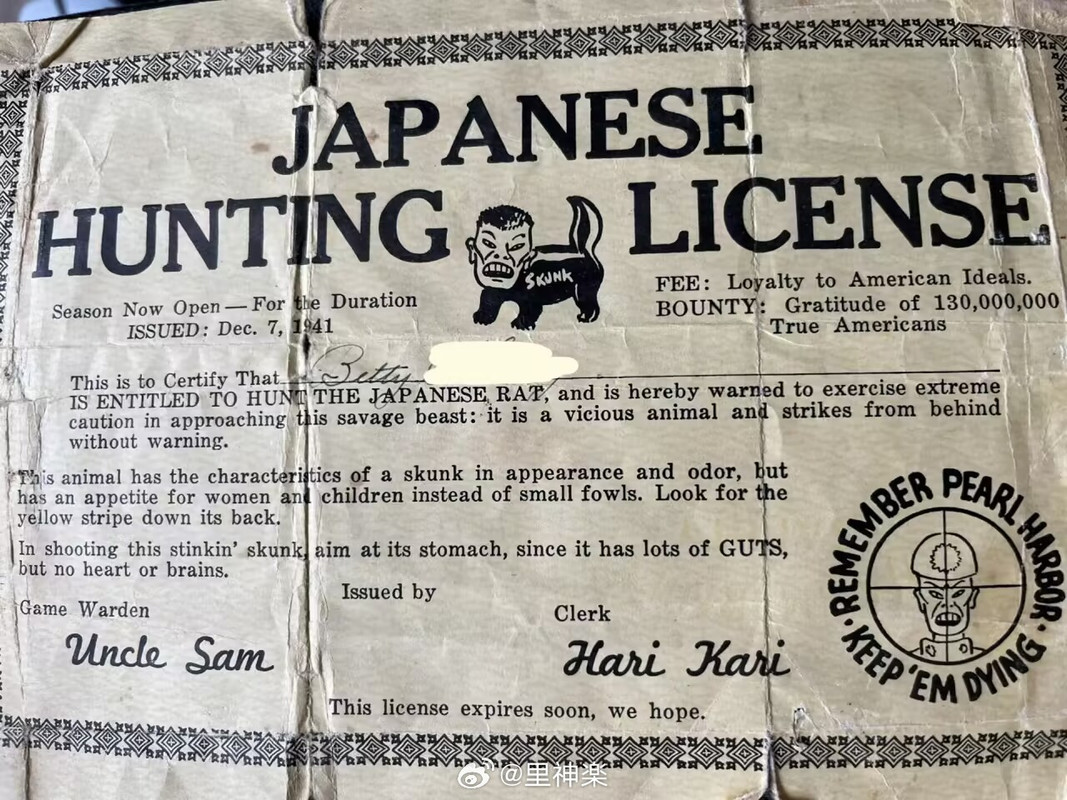 JAPANESE
HUNTING LICENSE
SKUNK
Season Now Open — For the Duration
ISSUED: Dec. 7, 1941
FEE: Loyalty to American Ideals.
BOUNTY: Gratitude of 130,000,000
True Americans
This is to Certify That Betty
IS ENTITLED TO HUNT THE JAPANESE RAT, and is hereby warned to exercise extreme
caution in approaching this savage beast: it is a vicious animal and strikes from behind
without warning.
This animal has the characteristics of a skunk in appearance and odor, but
has an appetite for women and children instead of small fowls. Look for the
yellow stripe down its back.
In shooting this stinkin' skunk, aim at its stomach, since it has lots of GUTS,
but no heart or brains.
Issued by
Game Warden
Clerk
Uncle Sam
Hari Kari
This license expires soon, we hope.
REMEMBER PEARL HARBOR · KEEP 'EM DYING ·
@里神楽